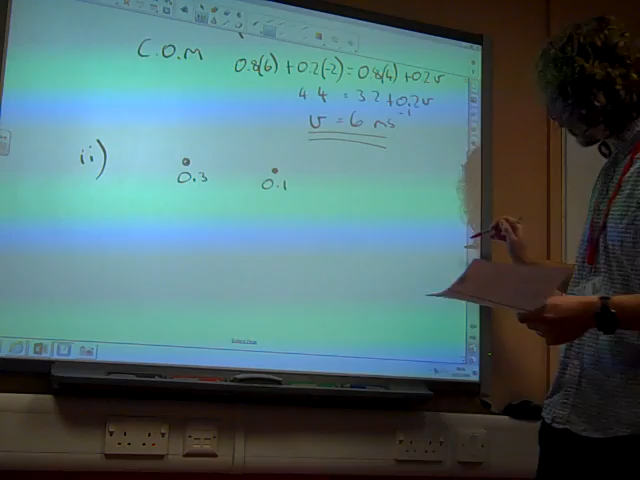 C.O.M
0.8(6) + 0.2(-2) = 0.8(4) + 0.2v
4.4 = 3.2 + 0.2v
v = 6 ms⁻¹
ii)
0.3 0.1